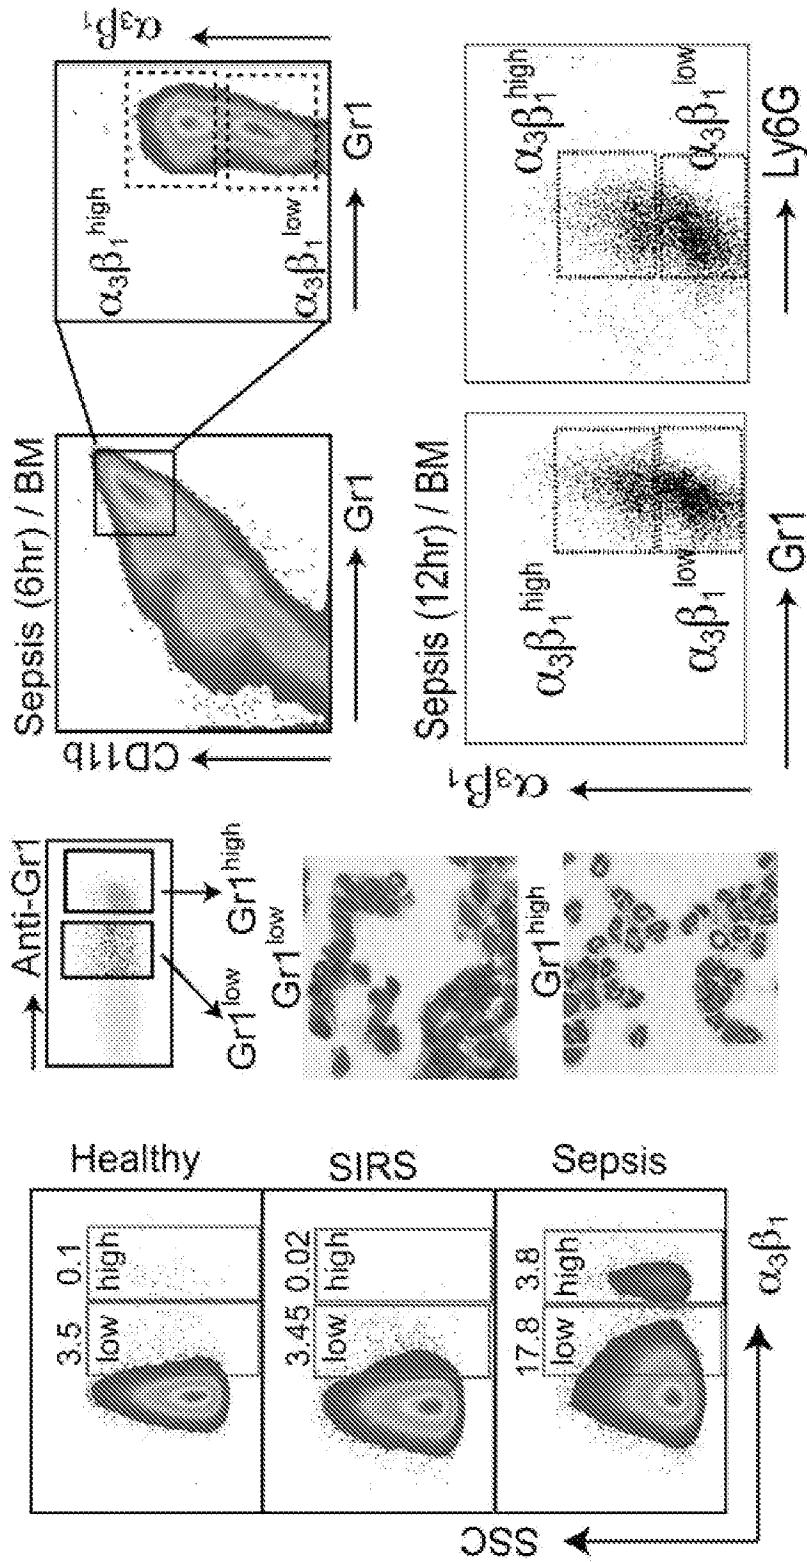 SSC
3.5
0.1
low
high
Healthy
3.45
0.02
low
high
SIRS
17.8
3.8
low
high
Sepsis
α3β1
Anti-Gr1
Gr1low
Gr1high
Gr1low
Gr1high
Sepsis (6hr) / BM
CD11b
Gr1
α3β1high
α3β1low
α3β1
Gr1
Sepsis (12hr) / BM
α3β1
α3β1high
α3β1low
Gr1
α3β1high
α3β1low
Ly6G